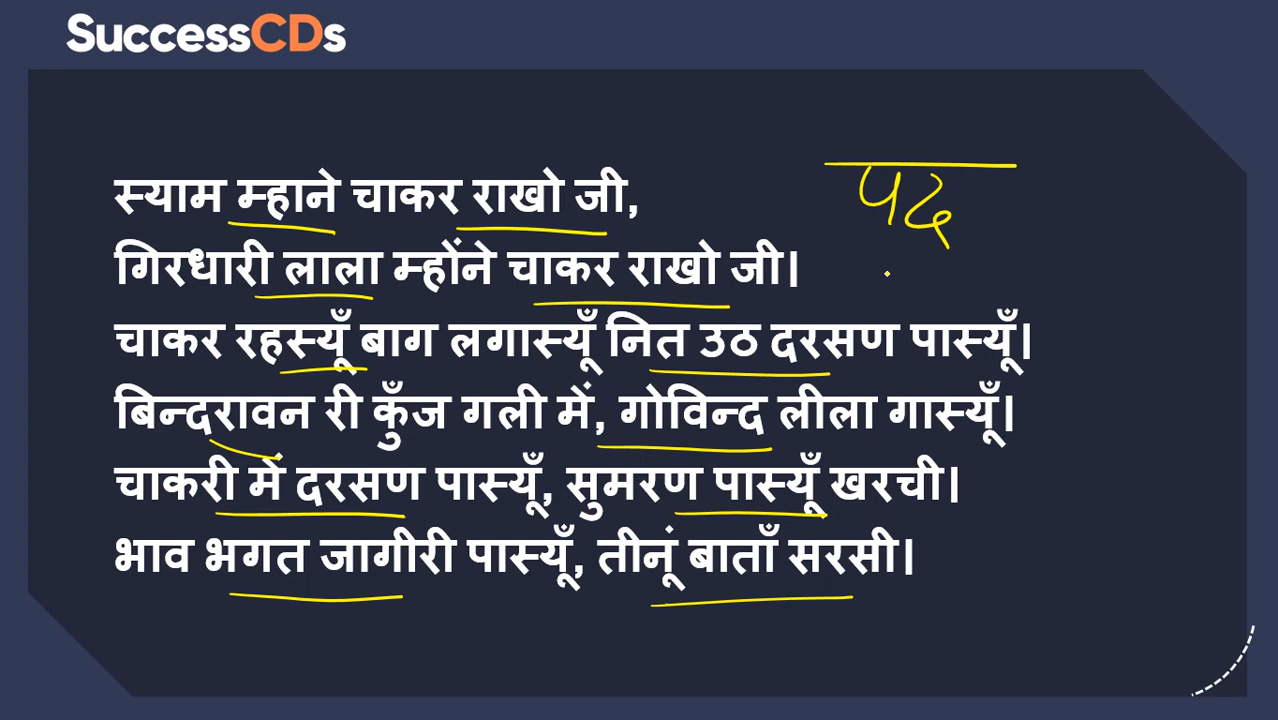 SuccessCDs
पद
स्याम म्हाने चाकर राखो जी,
गिरधारी लाला म्होंने चाकर राखो जी।
चाकर रहस्यूँ बाग लगास्यूँ नित उठ दरसण पास्यूँ।
बिन्दरावन री कुँज गली में, गोविन्द लीला गास्यूँ।
चाकरी में दरसण पास्यूँ, सुमरण पास्यूँ खरची।
भाव भगत जागीरी पास्यूँ, तीनूं बाताँ सरसी।